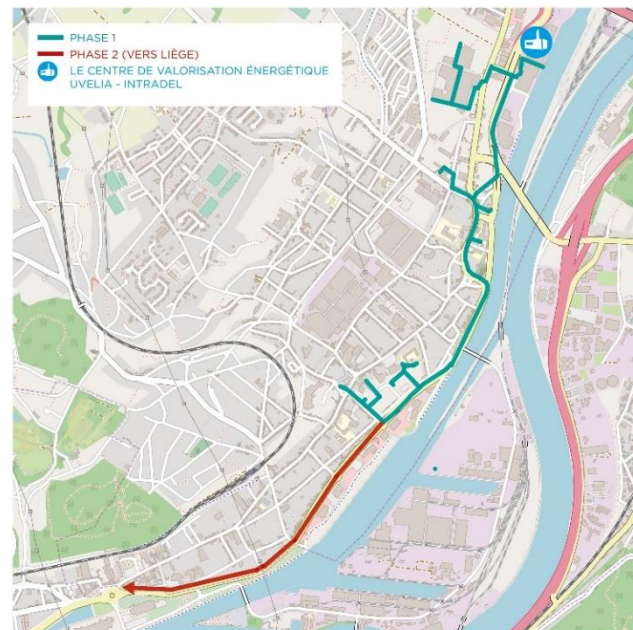 PHASE 1
PHASE 2 (VERS LIÈGE)
LE CENTRE DE VALORISATION ÉNERGÉTIQUE
UVELIA - INTRADEL